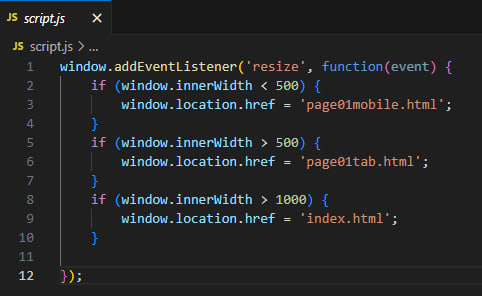 JS script.js X
JS script.js > ...
1 window.addEventListener('resize', function(event) {
2 if (window.innerWidth < 500) {
3 window.location.href = 'page01mobile.html';
4 }
5 if (window.innerWidth > 500) {
6 window.location.href = 'page01tab.html';
7 }
8 if (window.innerWidth > 1000) {
9 window.location.href = 'index.html';
10 }
11
12 });